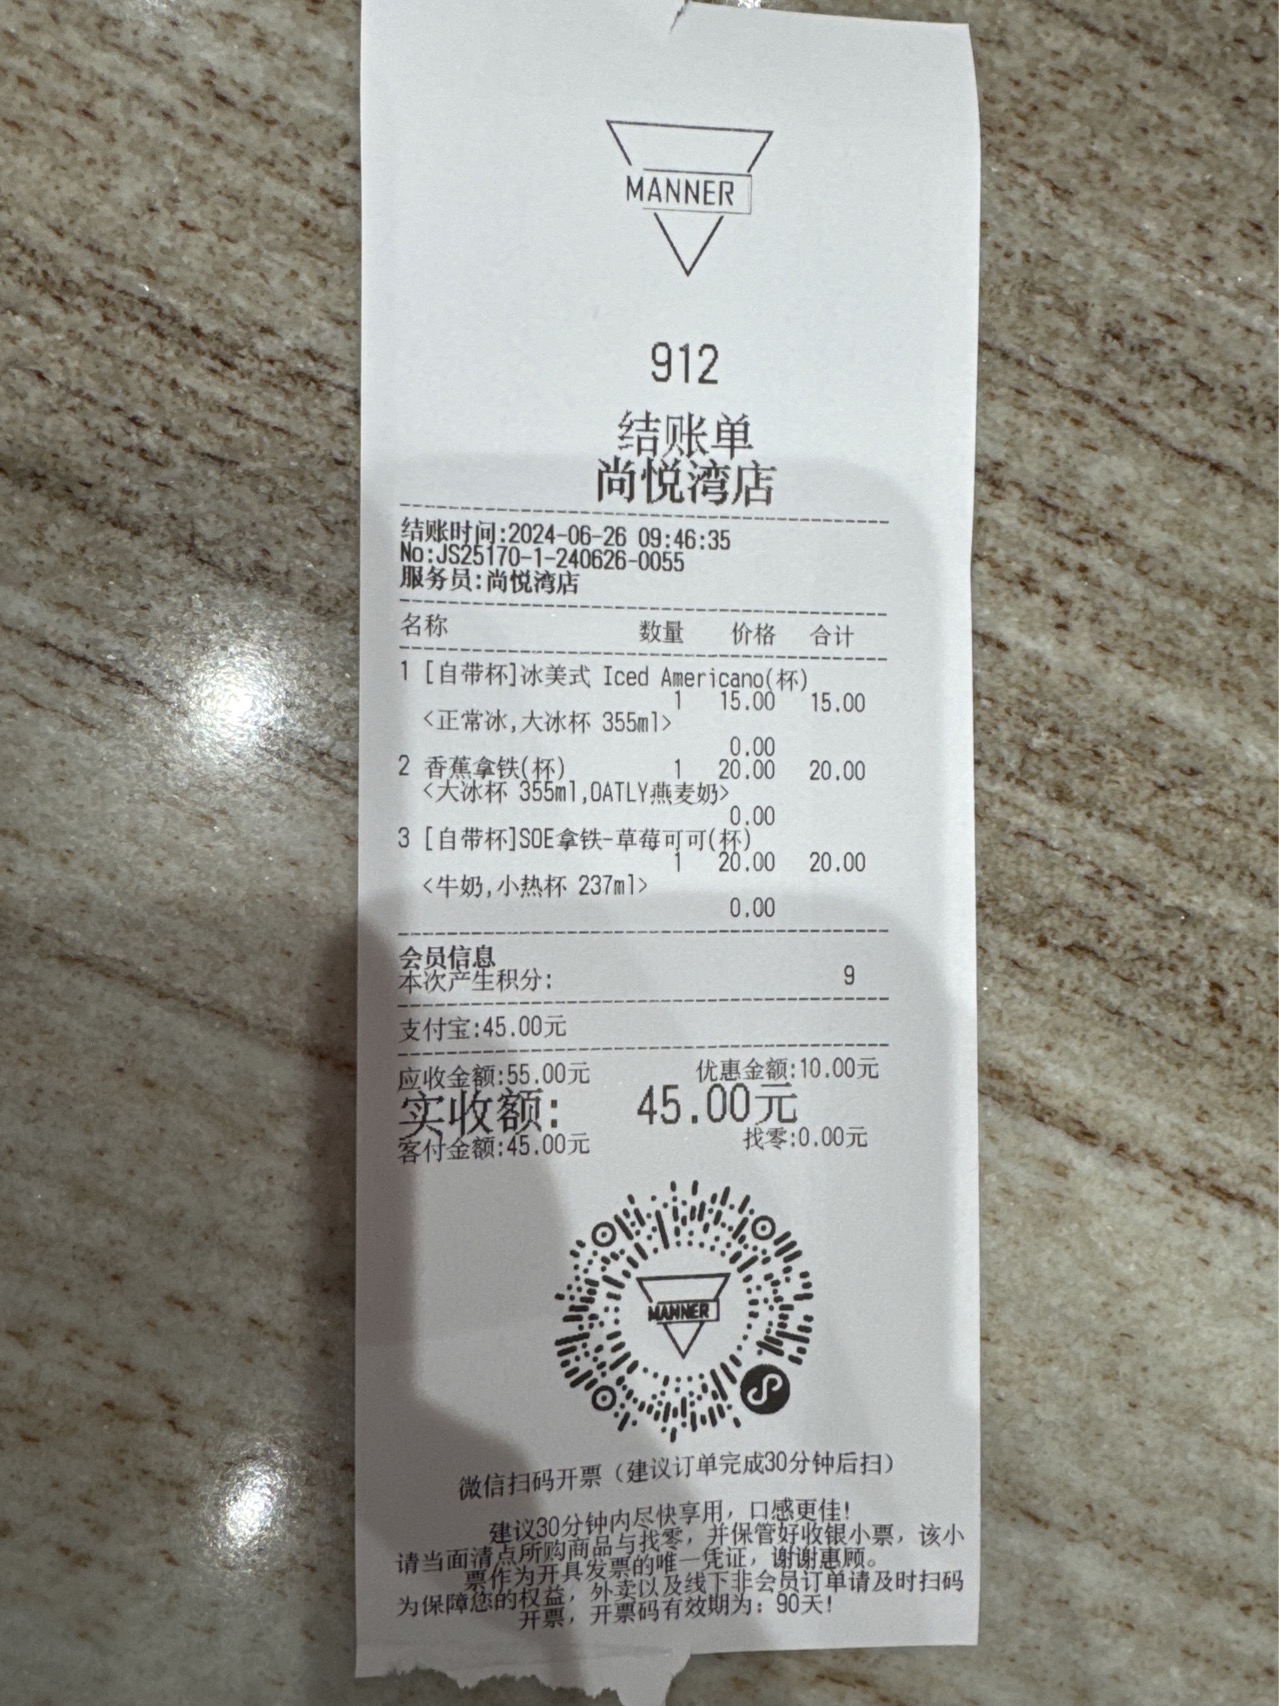 MANNER
912
结账单
尚悦湾店
结账时间:2024-06-26 09:46:35
No:JS25170-1-240626-0055
服务员:尚悦湾店
名称 数量 价格 合计
1 [自带杯]冰美式 Iced Americano(杯)
1 15.00 15.00
<正常冰,大冰杯 355ml>
0.00
2 香蕉拿铁(杯) 1 20.00 20.00
<大冰杯 355ml,OATLY燕麦奶>
0.00
3 [自带杯]SOE拿铁-草莓可可(杯)
1 20.00 20.00
<牛奶,小热杯 237ml>
0.00
会员信息
本次产生积分: 9
支付宝:45.00元
应收金额:55.00元 优惠金额:10.00元
实收额: 45.00元
客付金额:45.00元 找零:0.00元
MANNER
微信扫码开票（建议订单完成30分钟后扫）
建议30分钟内尽快享用，口感更佳!
请当面清点所购商品与找零，并保管好收银小票，该小
票作为开具发票的唯一凭证，谢谢惠顾。
为保障您的权益，外卖以及线下非会员订单请及时扫码
开票，开票码有效期为：90天!